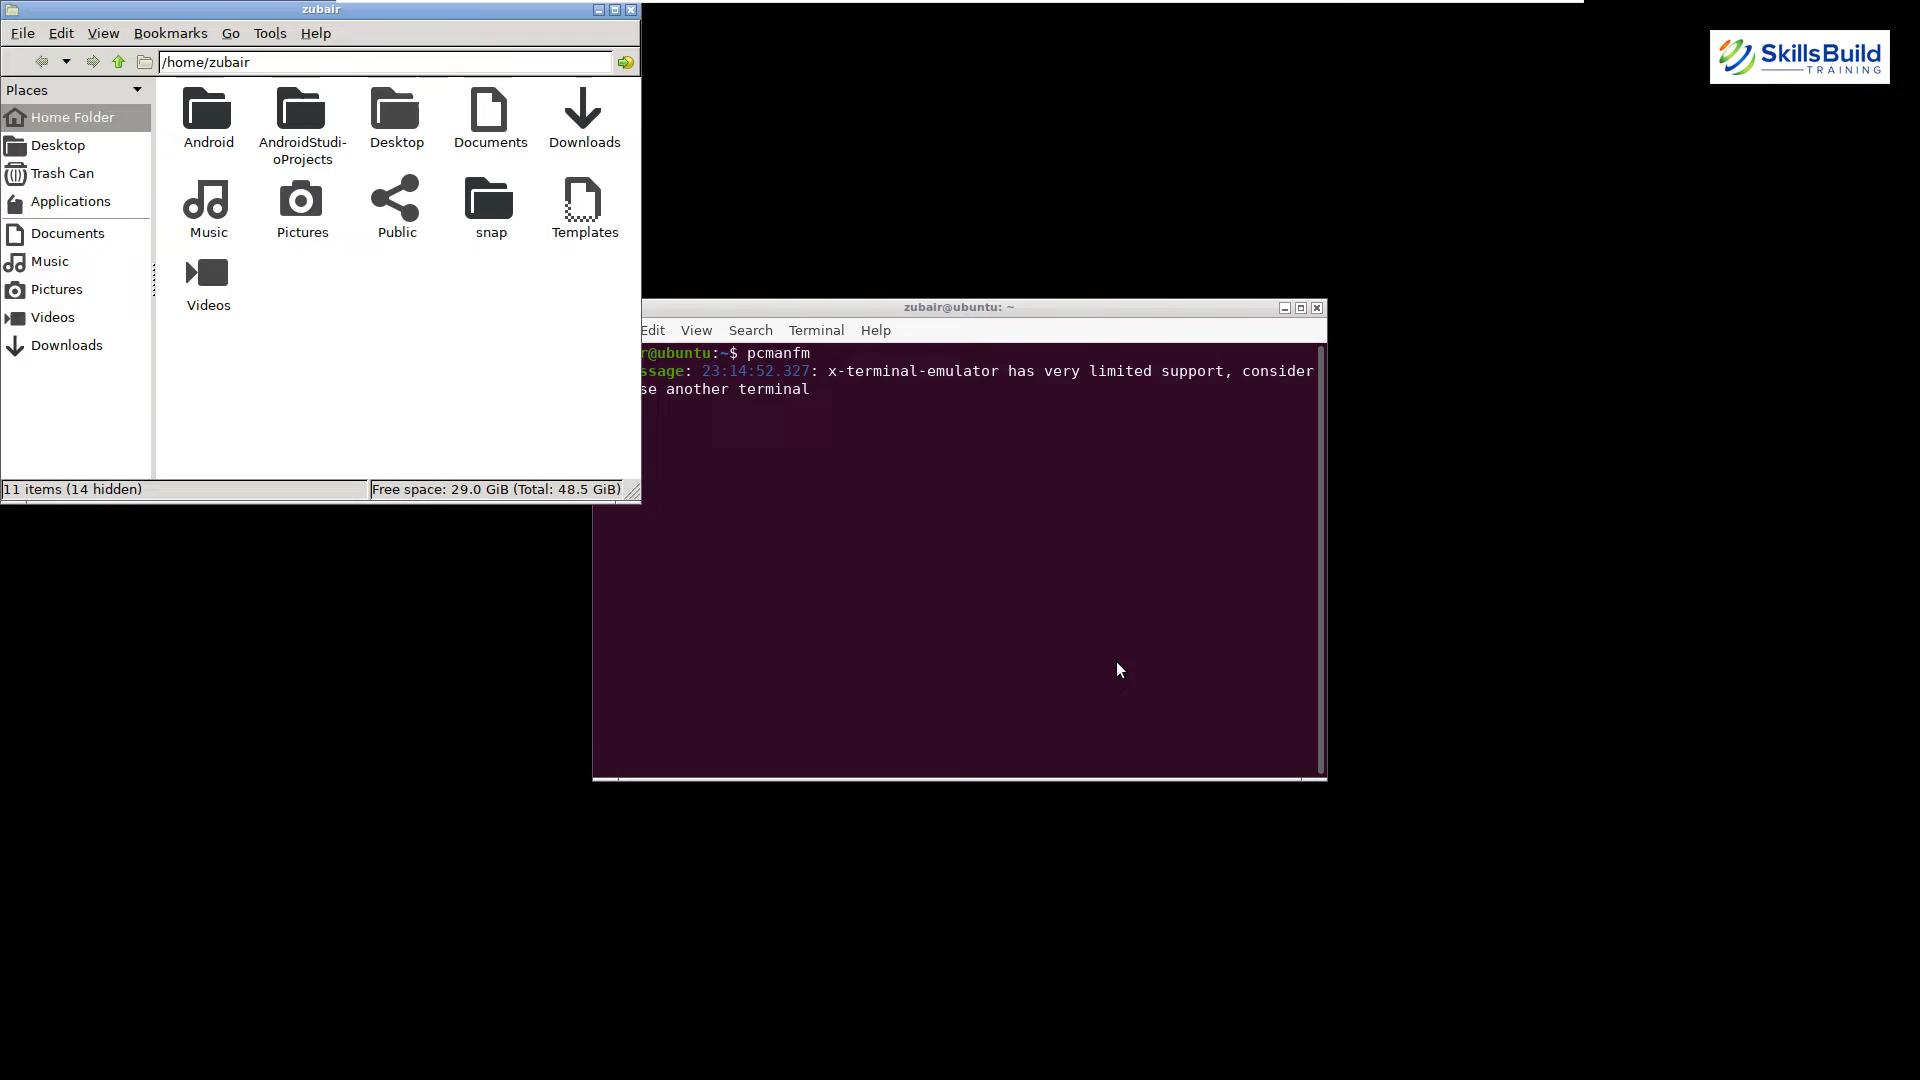 zubair
File Edit View Bookmarks Go Tools Help
/home/zubair
Places
Home Folder
Desktop
Trash Can
Applications
Documents
Music
Pictures
Videos
Downloads
Android
AndroidStudi-
oProjects
Desktop
Documents
Downloads
Music
Pictures
Public
snap
Templates
Videos
11 items (14 hidden)
Free space: 29.0 GiB (Total: 48.5 GiB)
zubair@ubuntu: ~
Edit View Search Terminal Help
r@ubuntu:~$ pcmanfm
ssage: 23:14:52.327: x-terminal-emulator has very limited support, consider
se another terminal
SkillsBuild
TRAINING